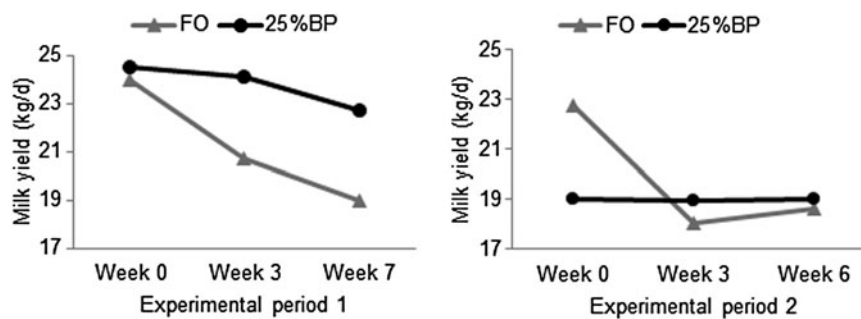 FO 25%BP
Milk yield (kg/d)
25
23
21
19
17
Week 0 Week 3 Week 7
Experimental period 1
FO 25%BP
Milk yield (kg/d)
25
23
21
19
17
Week 0 Week 3 Week 6
Experimental period 2